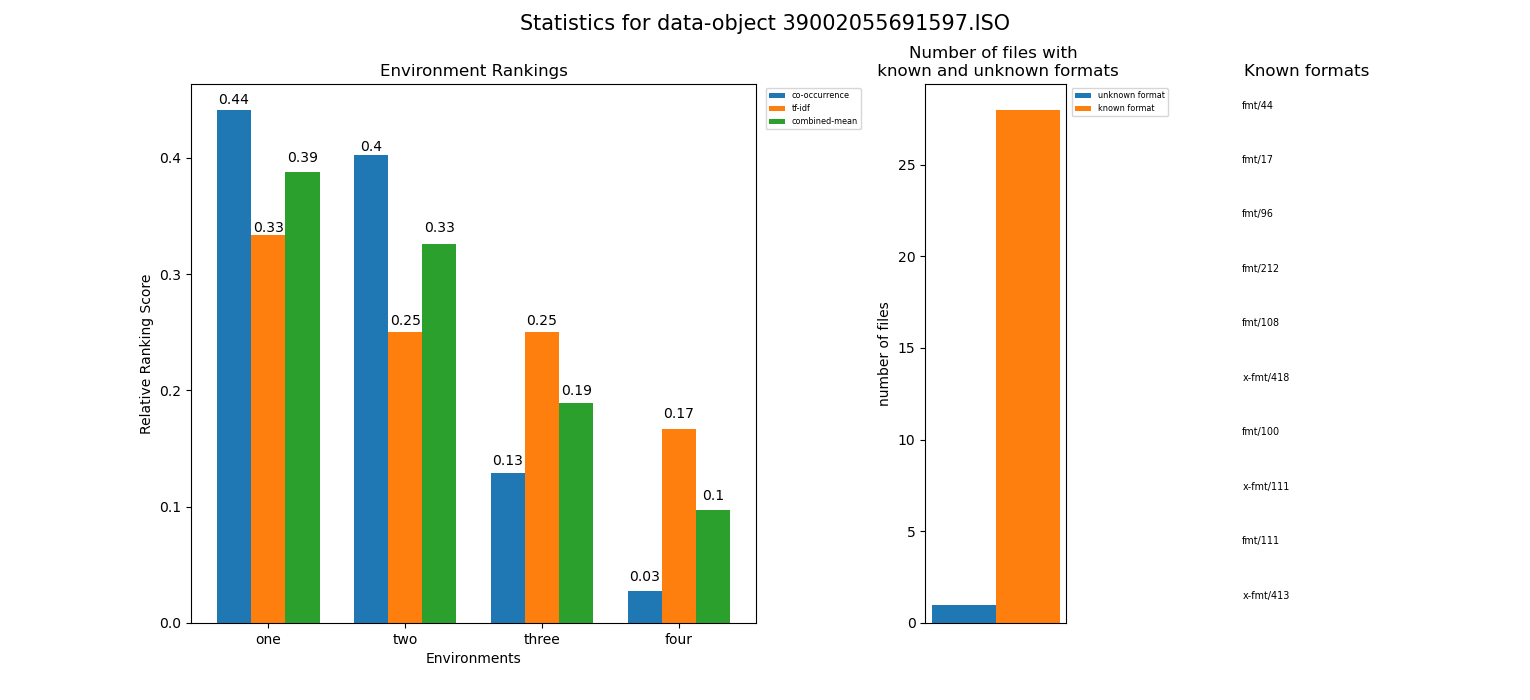 Statistics for data-object 39002055691597.ISO
Environment Rankings
0.44
0.33
0.39
0.4
0.25
0.33
0.13
0.25
0.19
0.03
0.17
0.1
0.4
0.3
0.2
0.1
0.0
Relative Ranking Score
one two three four
Environments
co-occurrence
tf-idf
combined-mean
Number of files with
known and unknown formats
25
20
15
10
5
0
number of files
unknown format
known format
Known formats
fmt/44
fmt/17
fmt/96
fmt/212
fmt/108
x-fmt/418
fmt/100
x-fmt/111
fmt/111
x-fmt/413